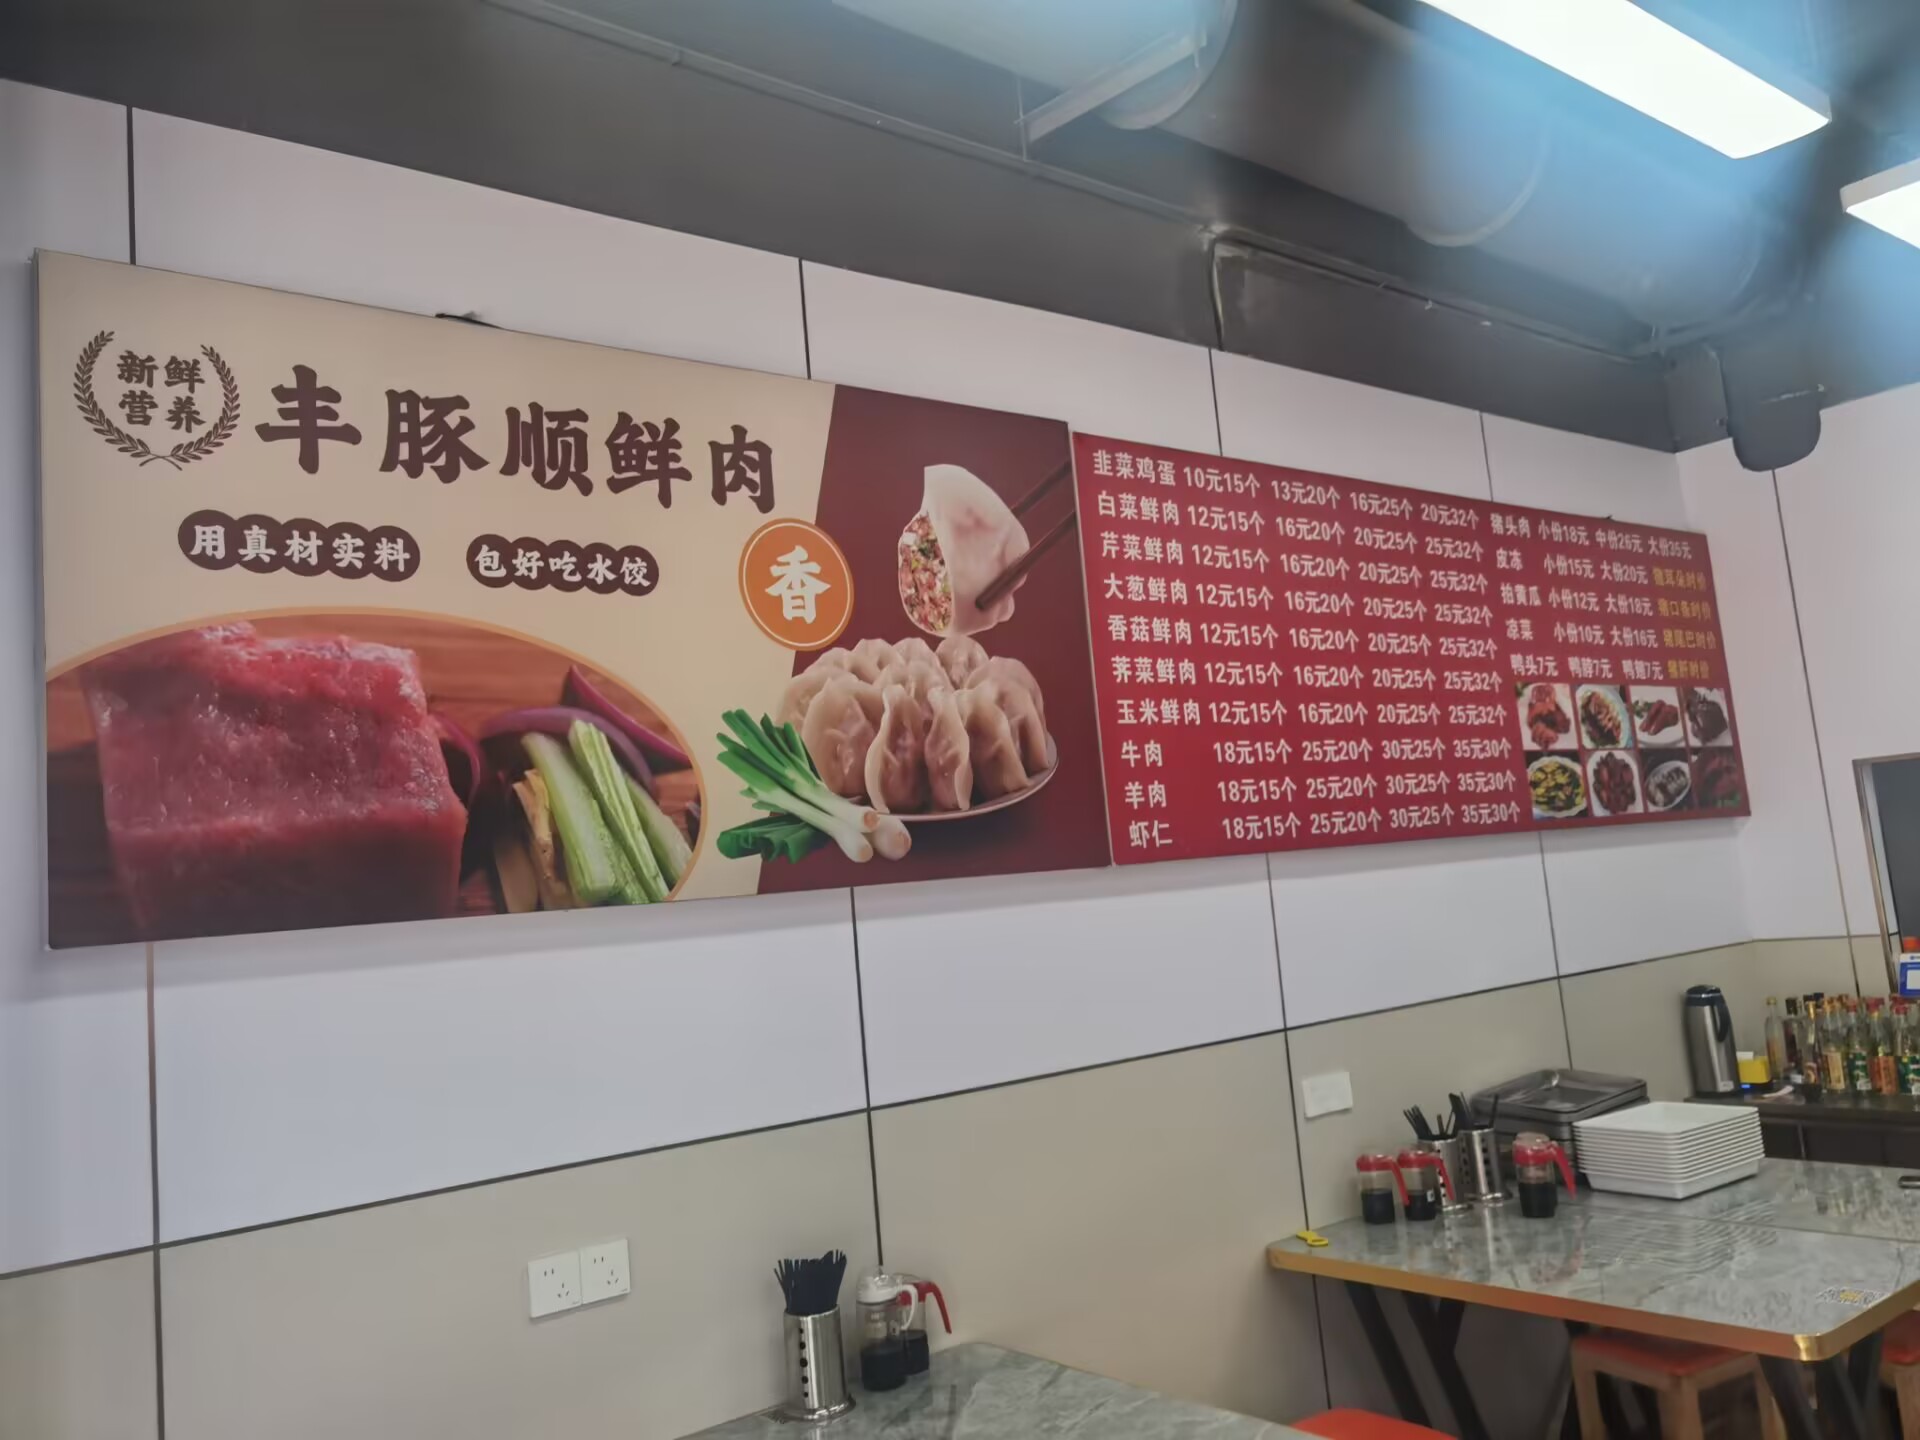 新鲜
营养
丰豚顺鲜肉
用真材实料 包好吃水饺
香
韭菜鸡蛋 10元15个 13元20个 16元25个 20元32个
白菜鲜肉 12元15个 16元20个 20元25个 25元32个
芹菜鲜肉 12元15个 16元20个 20元25个 25元32个
大葱鲜肉 12元15个 16元20个 20元25个 25元32个
香菇鲜肉 12元15个 16元20个 20元25个 25元32个
荠菜鲜肉 12元15个 16元20个 20元25个 25元32个
玉米鲜肉 12元15个 16元20个 20元25个 25元32个
牛肉 18元15个 25元20个 30元25个 35元30个
羊肉 18元15个 25元20个 30元25个 35元30个
虾仁 18元15个 25元20个 30元25个 35元30个
猪头肉 小份18元 中份26元 大份35元
皮冻 小份15元 大份20元 猪耳朵时价
拍黄瓜 小份12元 大份18元 猪口条时价
凉菜 小份10元 大份16元 猪尾巴时价
鸭头7元 鸭脖7元 鸭翅7元 猪肝时价